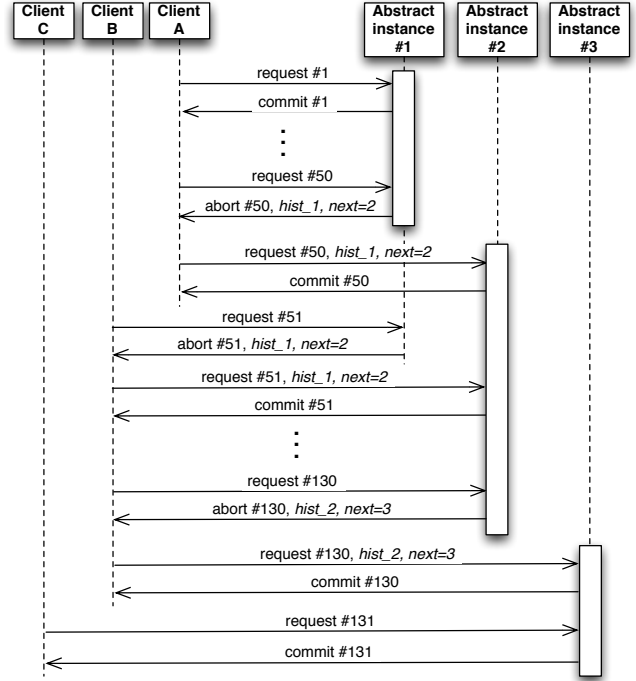 Client
C
Client
B
Client
A
Abstract
instance
#1
Abstract
instance
#2
Abstract
instance
#3
request #1
commit #1
request #50
abort #50, hist_1, next=2
request #50, hist_1, next=2
commit #50
request #51
abort #51, hist_1, next=2
request #51, hist_1, next=2
commit #51
request #130
abort #130, hist_2, next=3
request #130, hist_2, next=3
commit #130
request #131
commit #131